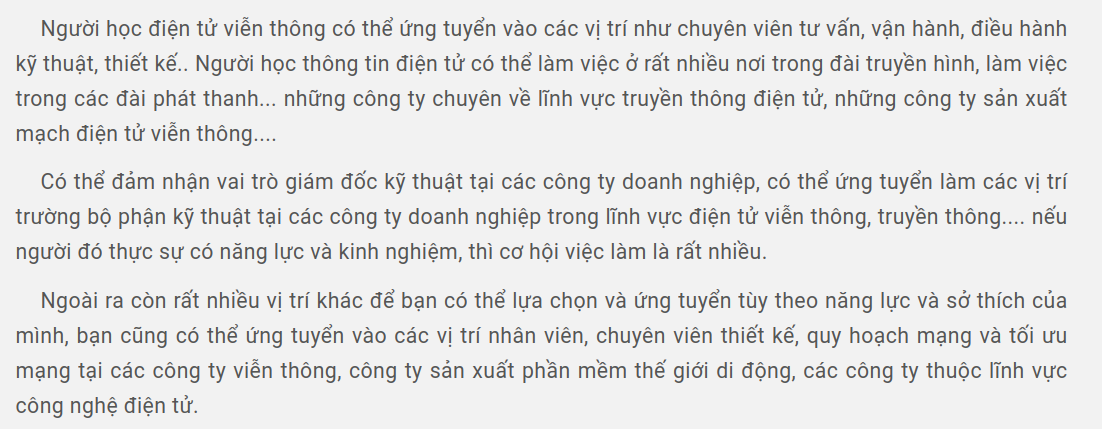 Người học điện tử viễn thông có thể ứng tuyển vào các vị trí như chuyên viên tư vấn, vận hành, điều hành
kỹ thuật, thiết kế.. Người học thông tin điện tử có thể làm việc ở rất nhiều nơi trong đài truyền hình, làm việc
trong các đài phát thanh... những công ty chuyên về lĩnh vực truyền thông điện tử, những công ty sản xuất
mạch điện tử viễn thông....
Có thể đảm nhận vai trò giám đốc kỹ thuật tại các công ty doanh nghiệp, có thể ứng tuyển làm các vị trí
trường bộ phận kỹ thuật tại các công ty doanh nghiệp trong lĩnh vực điện tử viễn thông, truyền thông.... nếu
người đó thực sự có năng lực và kinh nghiệm, thì cơ hội việc làm là rất nhiều.
Ngoài ra còn rất nhiều vị trí khác để bạn có thể lựa chọn và ứng tuyển tùy theo năng lực và sở thích của
mình, bạn cũng có thể ứng tuyển vào các vị trí nhân viên, chuyên viên thiết kế, quy hoạch mạng và tối ưu
mạng tại các công ty viễn thông, công ty sản xuất phần mềm thế giới di động, các công ty thuộc lĩnh vực
công nghệ điện tử.